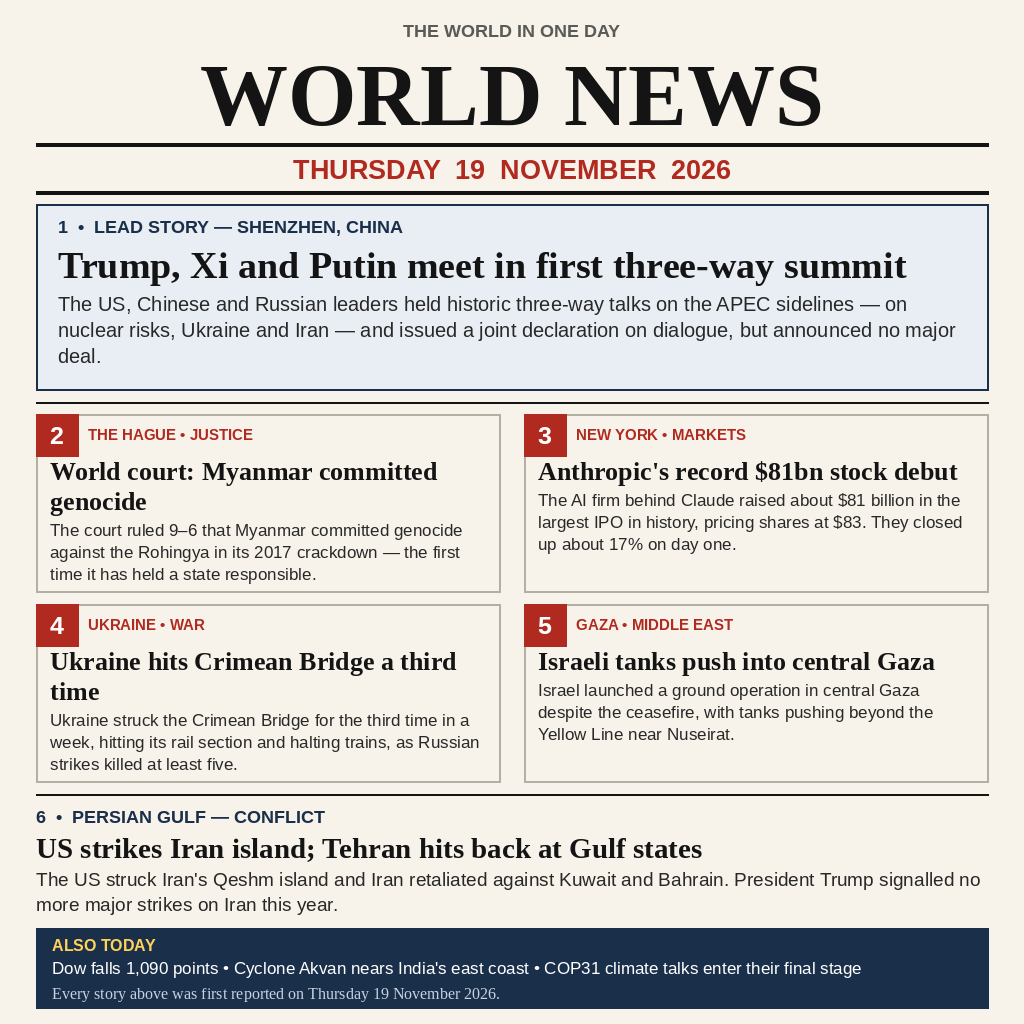 THE WORLD IN ONE DAY
WORLD NEWS
THURSDAY 19 NOVEMBER 2026
1 • LEAD STORY — SHENZHEN, CHINA
Trump, Xi and Putin meet in first three-way summit
The US, Chinese and Russian leaders held historic three-way talks on the APEC sidelines — on
nuclear risks, Ukraine and Iran — and issued a joint declaration on dialogue, but announced no major
deal.
2 THE HAGUE • JUSTICE
World court: Myanmar committed
genocide
The court ruled 9–6 that Myanmar committed genocide
against the Rohingya in its 2017 crackdown — the first
time it has held a state responsible.
3 NEW YORK • MARKETS
Anthropic's record $81bn stock debut
The AI firm behind Claude raised about $81 billion in the
largest IPO in history, pricing shares at $83. They closed
up about 17% on day one.
4 UKRAINE • WAR
Ukraine hits Crimean Bridge a third
time
Ukraine struck the Crimean Bridge for the third time in a
week, hitting its rail section and halting trains, as Russian
strikes killed at least five.
5 GAZA • MIDDLE EAST
Israeli tanks push into central Gaza
Israel launched a ground operation in central Gaza
despite the ceasefire, with tanks pushing beyond the
Yellow Line near Nuseirat.
6 • PERSIAN GULF — CONFLICT
US strikes Iran island; Tehran hits back at Gulf states
The US struck Iran's Qeshm island and Iran retaliated against Kuwait and Bahrain. President Trump signalled no
more major strikes on Iran this year.
ALSO TODAY
Dow falls 1,090 points • Cyclone Akvan nears India's east coast • COP31 climate talks enter their final stage
Every story above was first reported on Thursday 19 November 2026.